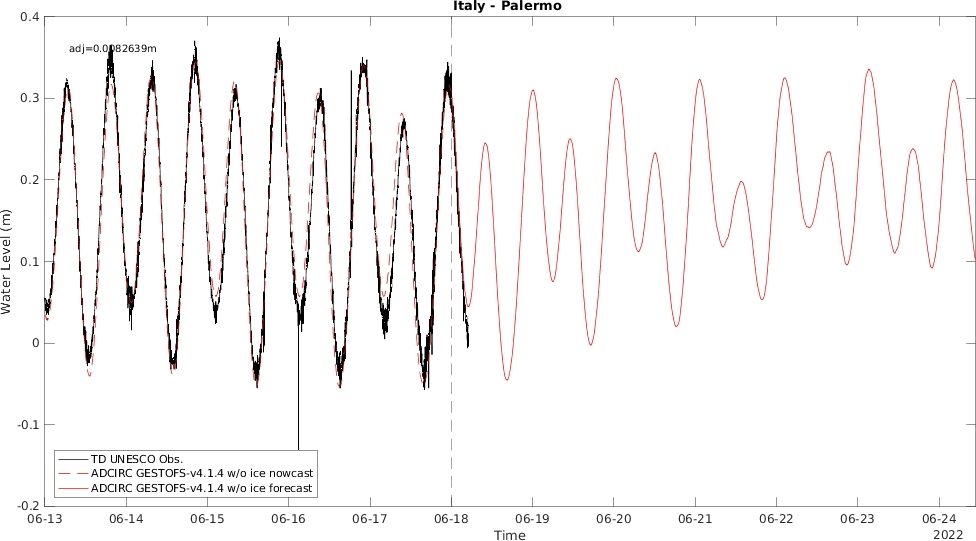 Italy - Palermo
adj=0.0082639m
0.4
0.3
0.2
0.1
0
-0.1
-0.2
Water Level (m)
TD UNESCO Obs.
ADCIRC GESTOFS-v4.1.4 w/o ice nowcast
ADCIRC GESTOFS-v4.1.4 w/o ice forecast
06-13 06-14 06-15 06-16 06-17 06-18 06-19 06-20 06-21 06-22 06-23 06-24
Time
2022